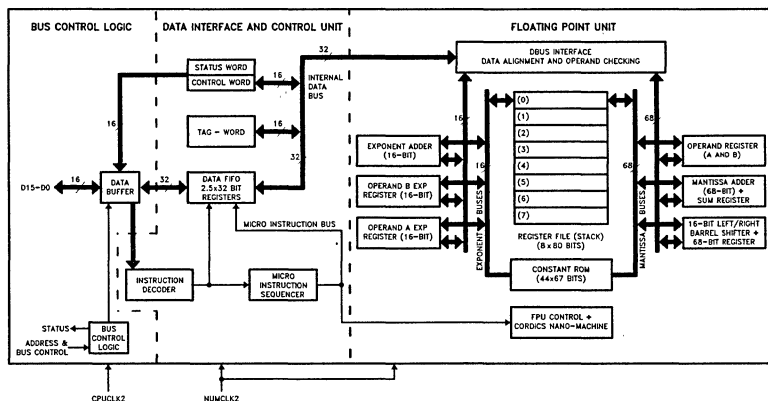 BUS CONTROL LOGIC
DATA INTERFACE AND CONTROL UNIT
FLOATING POINT UNIT
32
DBUS INTERFACE
DATA ALIGNMENT AND OPERAND CHECKING
STATUS WORD
CONTROL WORD
16
INTERNAL
DATA
BUS
16
TAG - WORD
16
32
16
68
EXPONENT ADDER
(16-BIT)
OPERAND B EXP
REGISTER (16-BIT)
OPERAND A EXP
REGISTER (16-BIT)
16
EXPONENT BUSES
(0)
(1)
(2)
(3)
(4)
(5)
(6)
(7)
REGISTER FILE (STACK)
(8x80 BITS)
CONSTANT ROM
(44x67 BITS)
68
MANTISSA BUSES
OPERAND REGISTER
(A AND B)
MANTISSA ADDER
(68-BIT) +
SUM REGISTER
16-BIT LEFT/RIGHT
BARREL SHIFTER +
68-BIT REGISTER
D15-D0
16
DATA
BUFFER
32
DATA FIFO
2.5x32 BIT
REGISTERS
MICRO INSTRUCTION BUS
INSTRUCTION
DECODER
MICRO
INSTRUCTION
SEQUENCER
FPU CONTROL +
CORDICS NANO-MACHINE
STATUS
ADDRESS &
BUS CONTROL
BUS
CONTROL
LOGIC
CPUCLK2
NUMCLK2